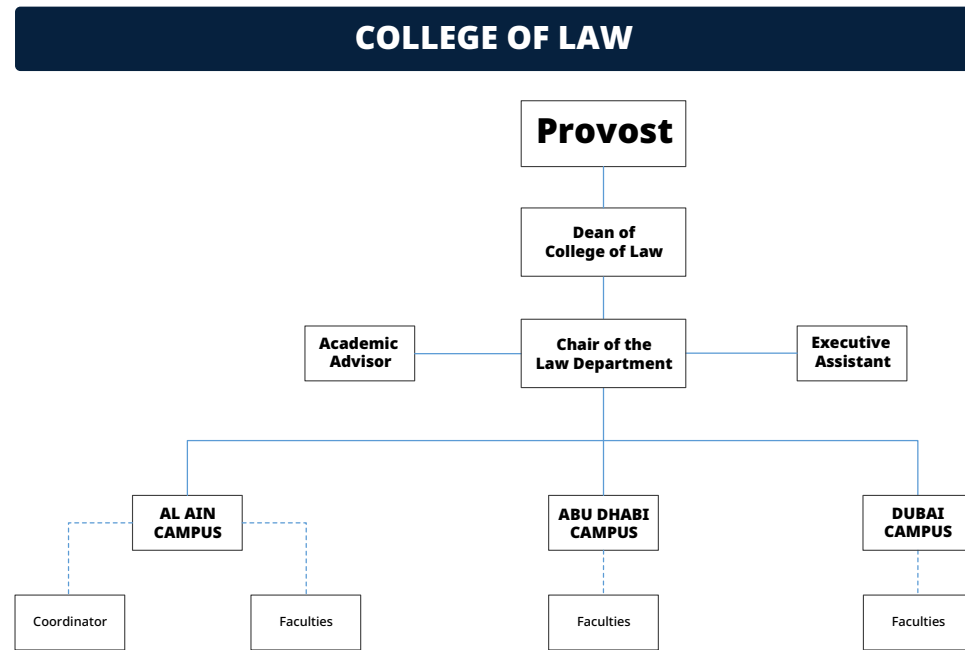 COLLEGE OF LAW
Provost
Dean of
College of Law
Academic
Advisor
Chair of the
Law Department
Executive
Assistant
AL AIN
CAMPUS
ABU DHABI
CAMPUS
DUBAI
CAMPUS
Coordinator
Faculties
Faculties
Faculties